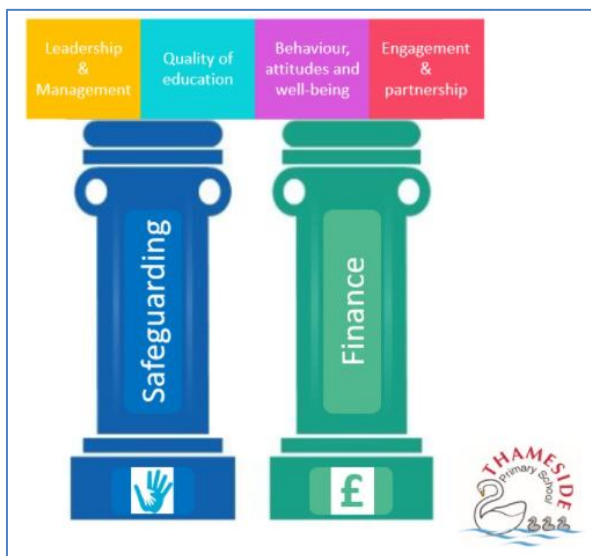 Leadership
&
Management
Quality of
education
Behaviour,
attitudes and
well-being
Engagement
&
partnership
Safeguarding
Finance
£
THAMESIDE
Primary School